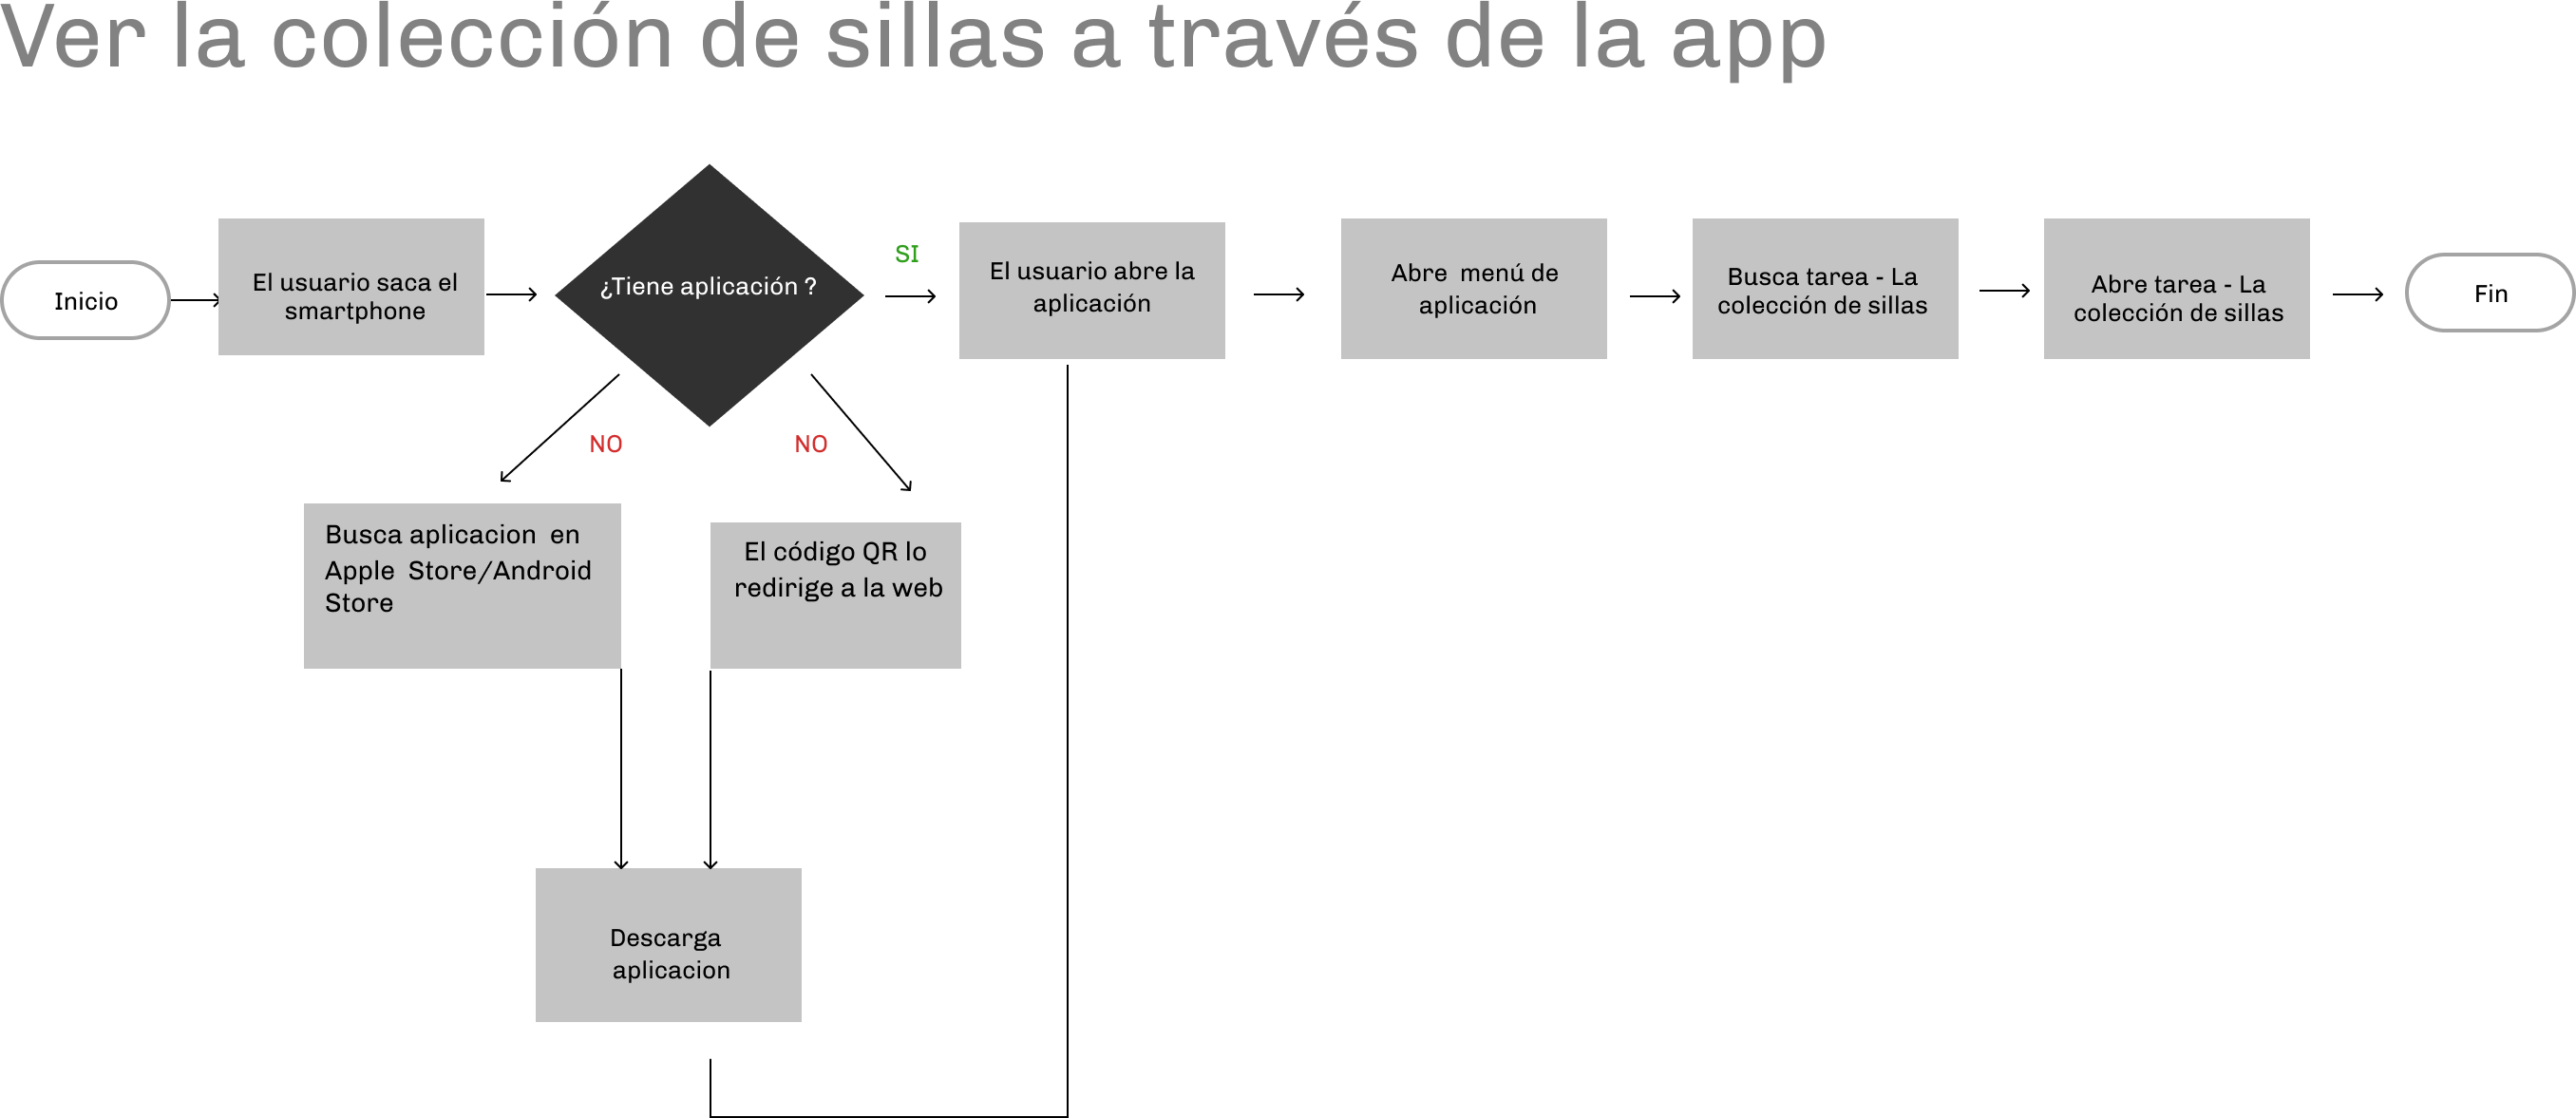 Ver la colección de sillas a través de la app
Inicio
El usuario saca el
smartphone
¿Tiene aplicación ?
SI
El usuario abre la
aplicación
Abre  menú de
aplicación
Busca tarea - La
colección de sillas
Abre tarea - La
colección de sillas
Fin
NO
NO
Busca aplicacion  en
Apple  Store/Android
Store
El código QR lo
redirige a la web
Descarga
aplicacion